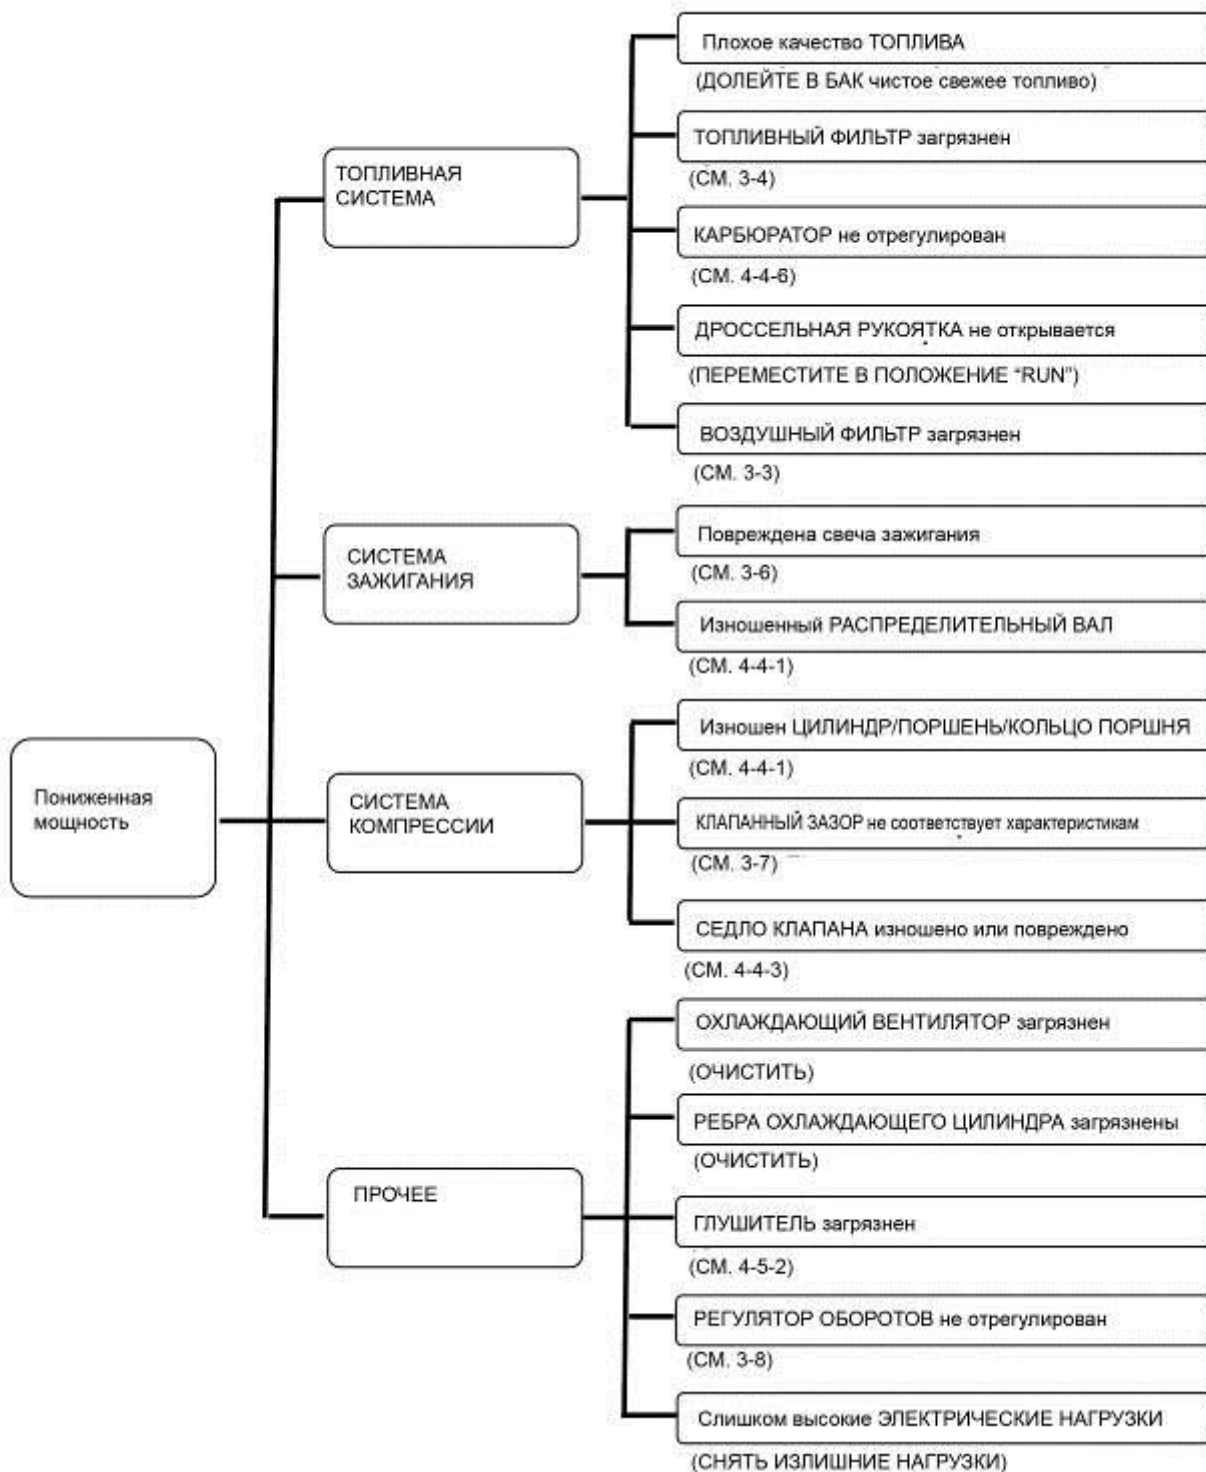 Пониженная
мощность
ТОПЛИВНАЯ
СИСТЕМА
Плохое качество ТОПЛИВА
(ДОЛЕЙТЕ В БАК чистое свежее топливо)
ТОПЛИВНЫЙ ФИЛЬТР загрязнен
(СМ. 3-4)
КАРБЮРАТОР не отрегулирован
(СМ. 4-4-6)
ДРОССЕЛЬНАЯ РУКОЯТКА не открывается
(ПЕРЕМЕСТИТЕ В ПОЛОЖЕНИЕ “RUN”)
ВОЗДУШНЫЙ ФИЛЬТР загрязнен
(СМ. 3-3)
СИСТЕМА
ЗАЖИГАНИЯ
Повреждена свеча зажигания
(СМ. 3-6)
Изношенный РАСПРЕДЕЛИТЕЛЬНЫЙ ВАЛ
(СМ. 4-4-1)
СИСТЕМА
КОМПРЕССИИ
Изношен ЦИЛИНДР/ПОРШЕНЬ/КОЛЬЦО ПОРШНЯ
(СМ. 4-4-1)
КЛАПАННЫЙ ЗАЗОР не соответствует характеристикам
(СМ. 3-7)
СЕДЛО КЛАПАНА изношено или повреждено
(СМ. 4-4-3)
ПРОЧЕЕ
ОХЛАЖДАЮЩИЙ ВЕНТИЛЯТОР загрязнен
(ОЧИСТИТЬ)
РЕБРА ОХЛАЖДАЮЩЕГО ЦИЛИНДРА загрязнены
(ОЧИСТИТЬ)
ГЛУШИТЕЛЬ загрязнен
(СМ. 4-5-2)
РЕГУЛЯТОР ОБОРОТОВ не отрегулирован
(СМ. 3-8)
Слишком высокие ЭЛЕКТРИЧЕСКИЕ НАГРУЗКИ
(СНЯТЬ ИЗЛИШНИЕ НАГРУЗКИ)